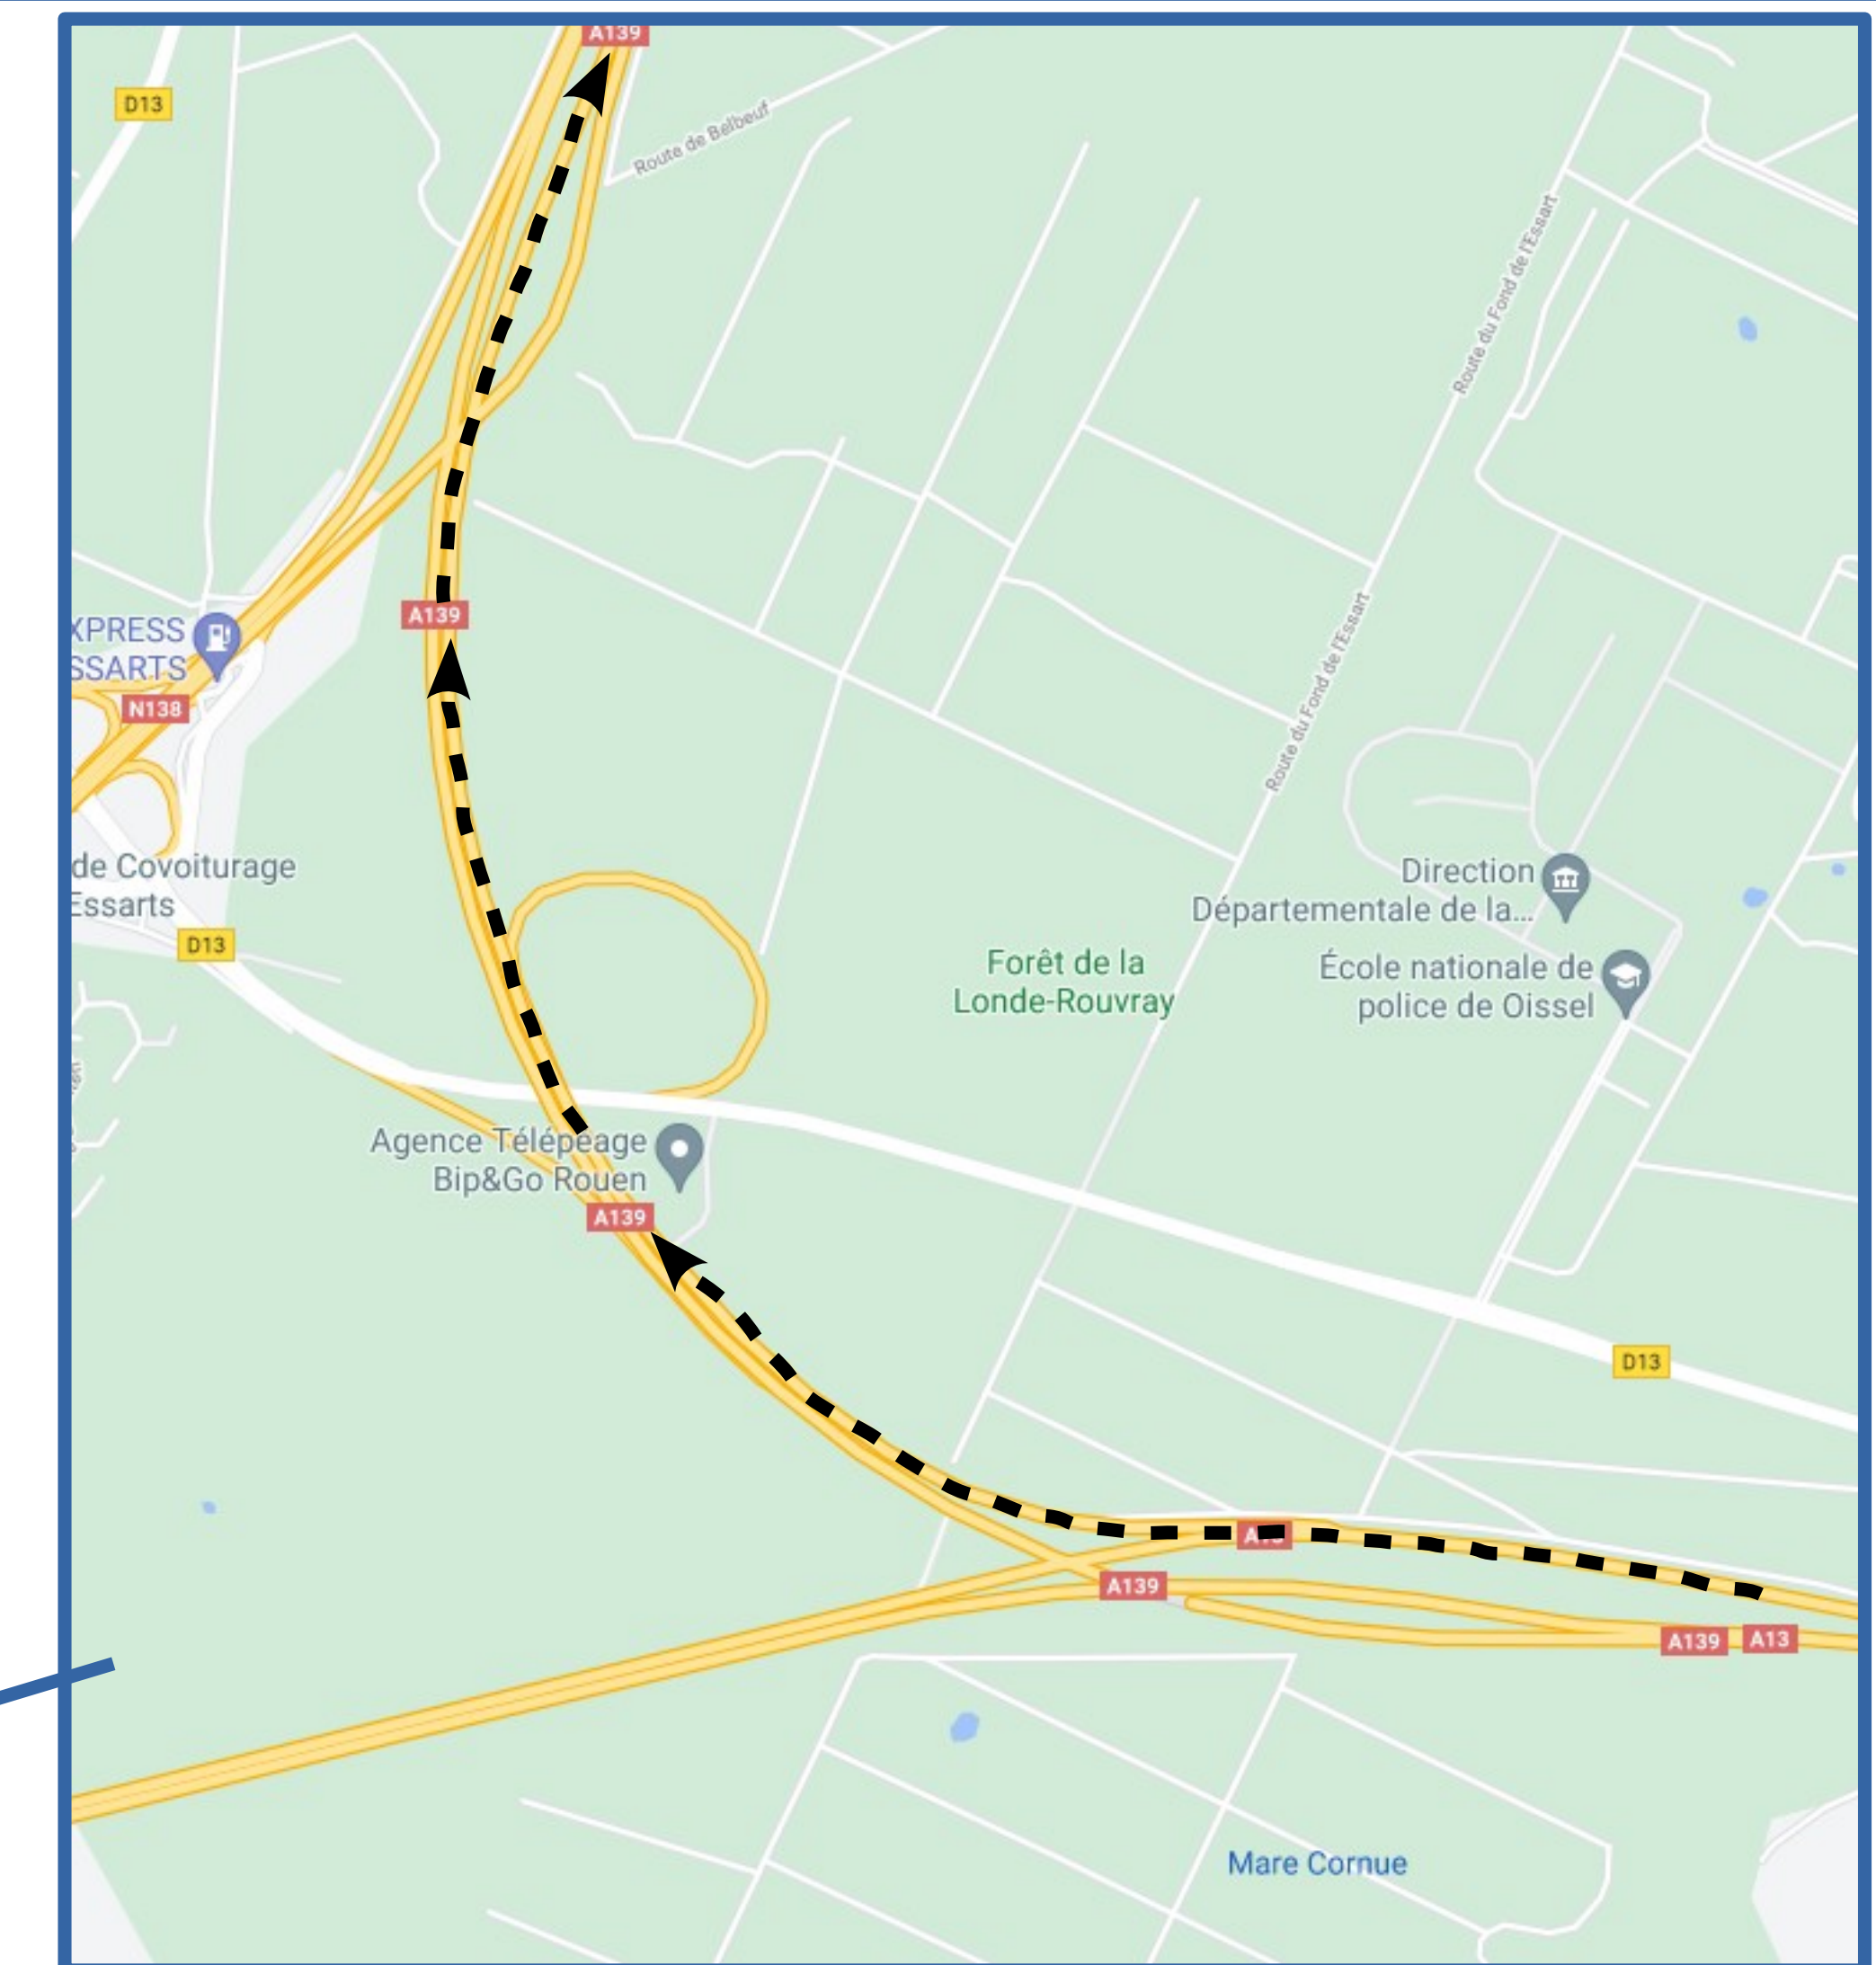 A139
D13
Route de Belbeuf
Route du Fond de l'Essart
A139
XPRESS
SSARTS
N138
Route du Fond de l'Essart
de Covoiturage
Essarts
D13
Direction
Départementale de la...
Forêt de la
Londe-Rouvray
École nationale de
police de Oissel
Agence Télépéage
Bip&Go Rouen
A139
D13
A13
A139
A139
A13
Mare Cornue